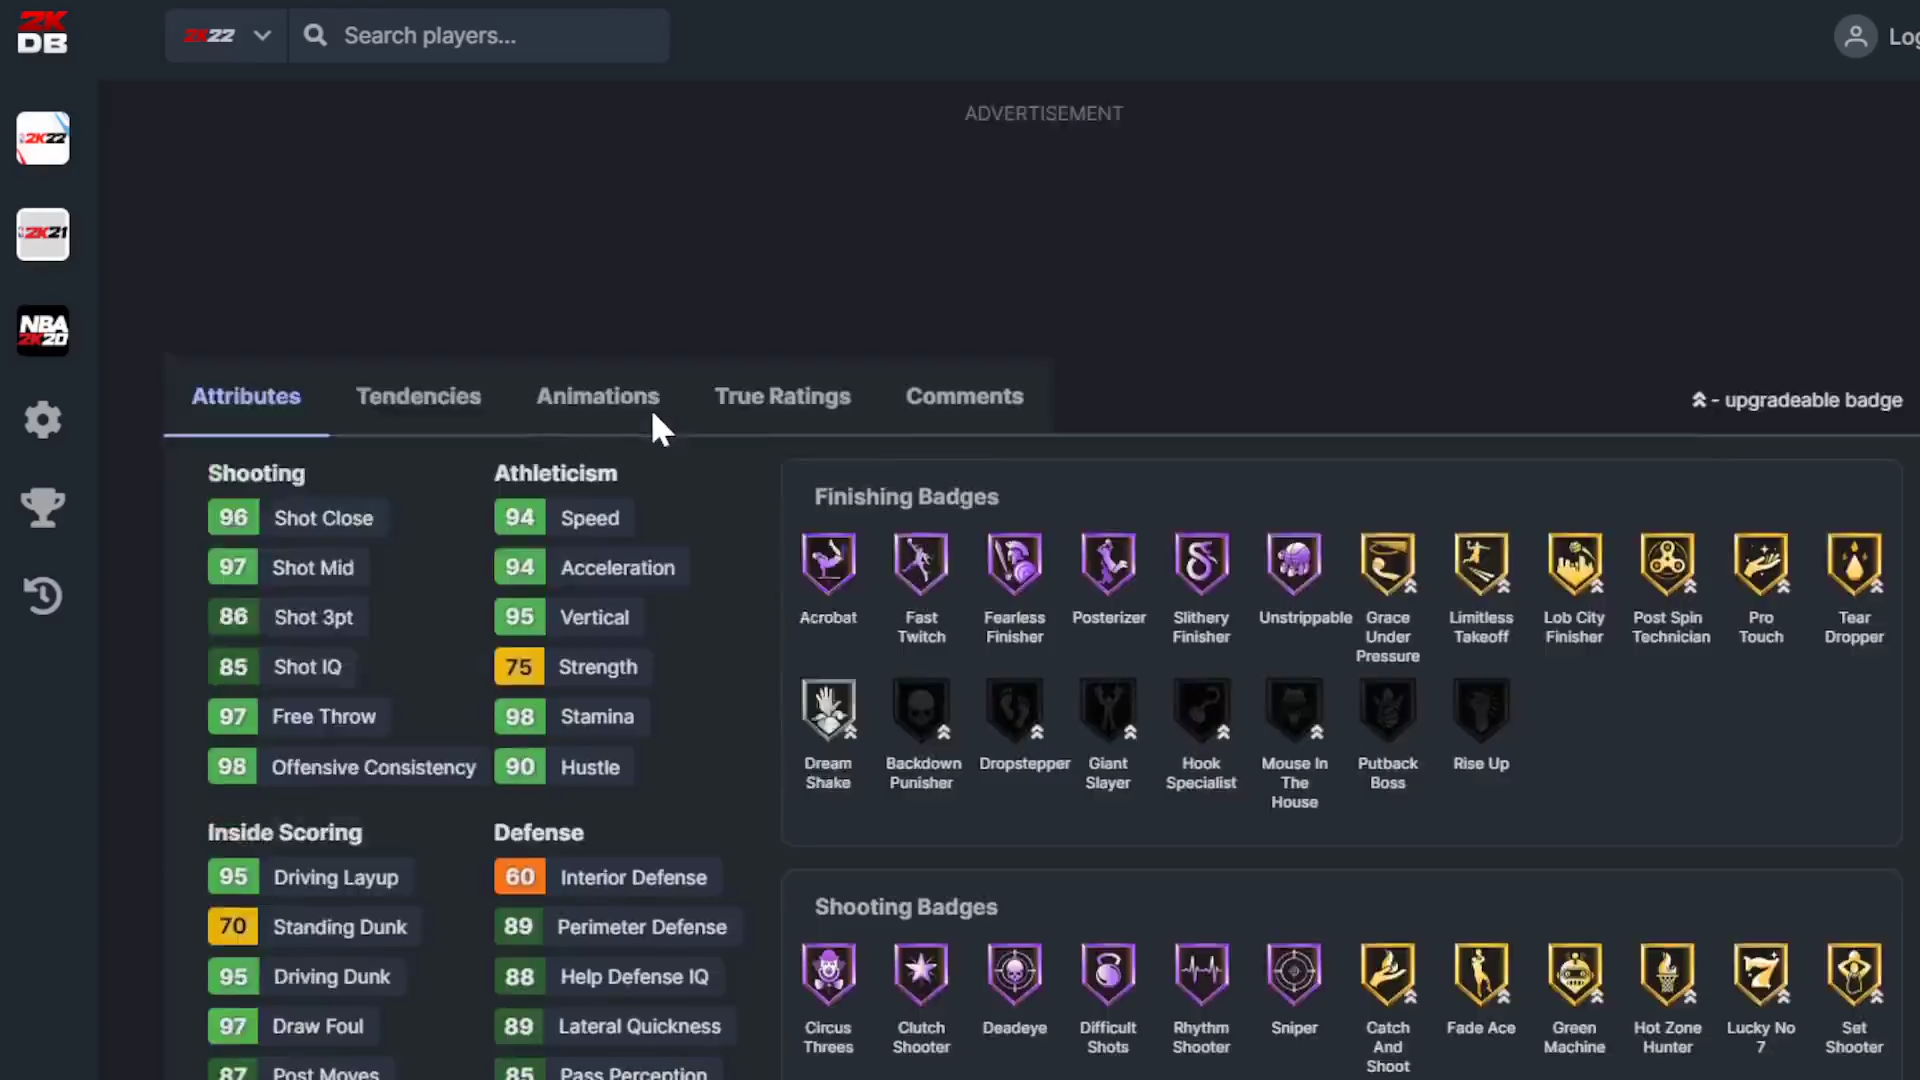 2K
DB
2K22
Search players...
Log
2K22
2K21
NBA
2K20
ADVERTISEMENT
Attributes
Tendencies
Animations
True Ratings
Comments
- upgradeable badge
Shooting
96 Shot Close
97 Shot Mid
86 Shot 3pt
85 Shot IQ
97 Free Throw
98 Offensive Consistency
Athleticism
94 Speed
94 Acceleration
95 Vertical
75 Strength
98 Stamina
90 Hustle
Inside Scoring
95 Driving Layup
70 Standing Dunk
95 Driving Dunk
97 Draw Foul
87 Post Moves
Defense
60 Interior Defense
89 Perimeter Defense
88 Help Defense IQ
89 Lateral Quickness
85 Pass Perception
Finishing Badges
Acrobat
Fast
Twitch
Fearless
Finisher
Posterizer
Slithery
Finisher
Unstrippable
Grace
Under
Pressure
Limitless
Takeoff
Lob City
Finisher
Post Spin
Technician
Pro
Touch
Tear
Dropper
Dream
Shake
Backdown
Punisher
Dropstepper
Giant
Slayer
Hook
Specialist
Mouse In
The
House
Putback
Boss
Rise Up
Shooting Badges
Circus
Threes
Clutch
Shooter
Deadeye
Difficult
Shots
Rhythm
Shooter
Sniper
Catch
And
Shoot
Fade Ace
Green
Machine
Hot Zone
Hunter
Lucky No
7
Set
Shooter